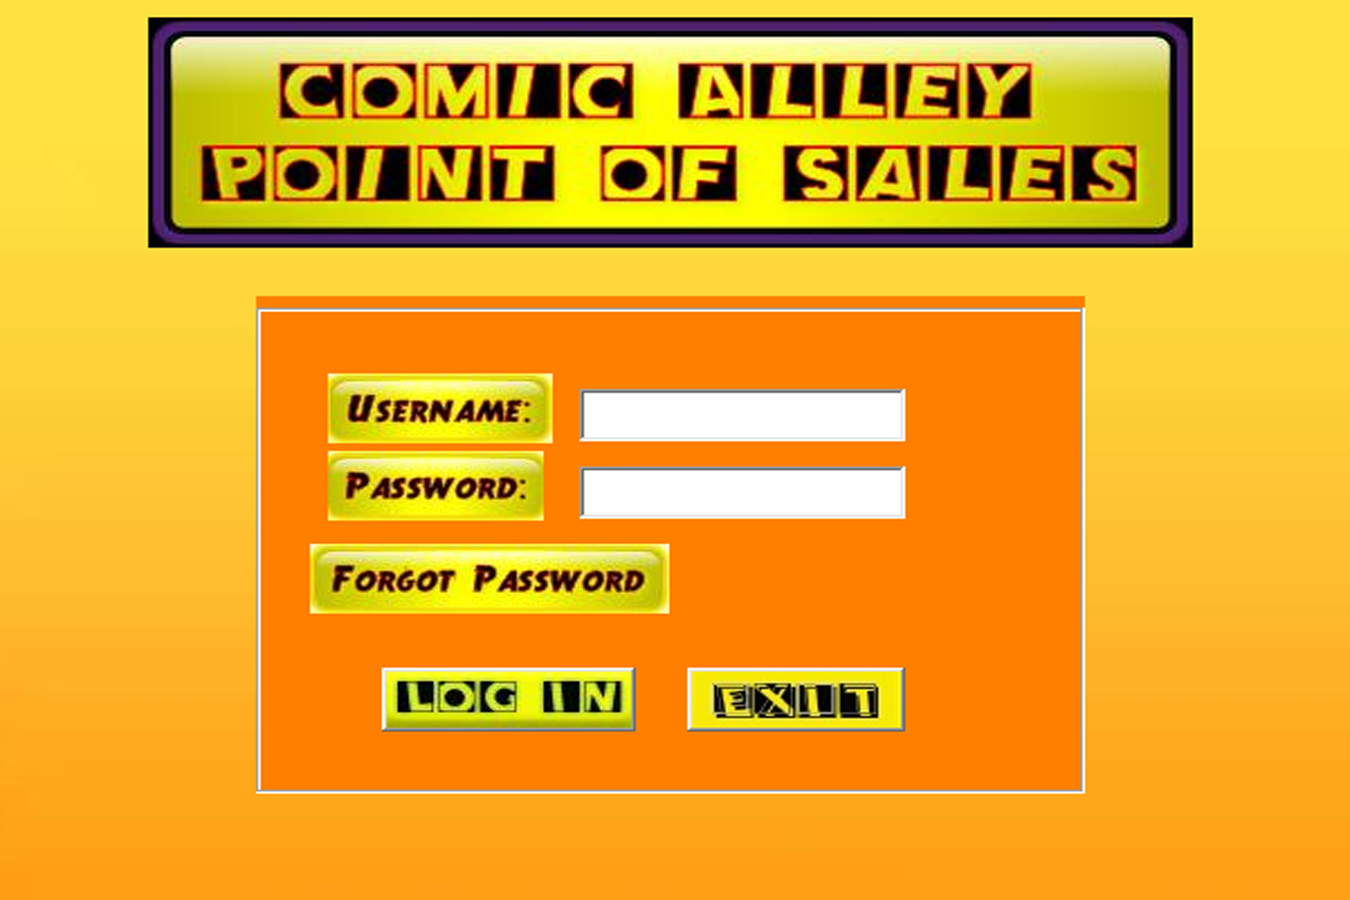 COMIC ALLEY
POINT OF SALES
USERNAME:
PASSWORD:
FORGOT PASSWORD
LOG IN
EXIT